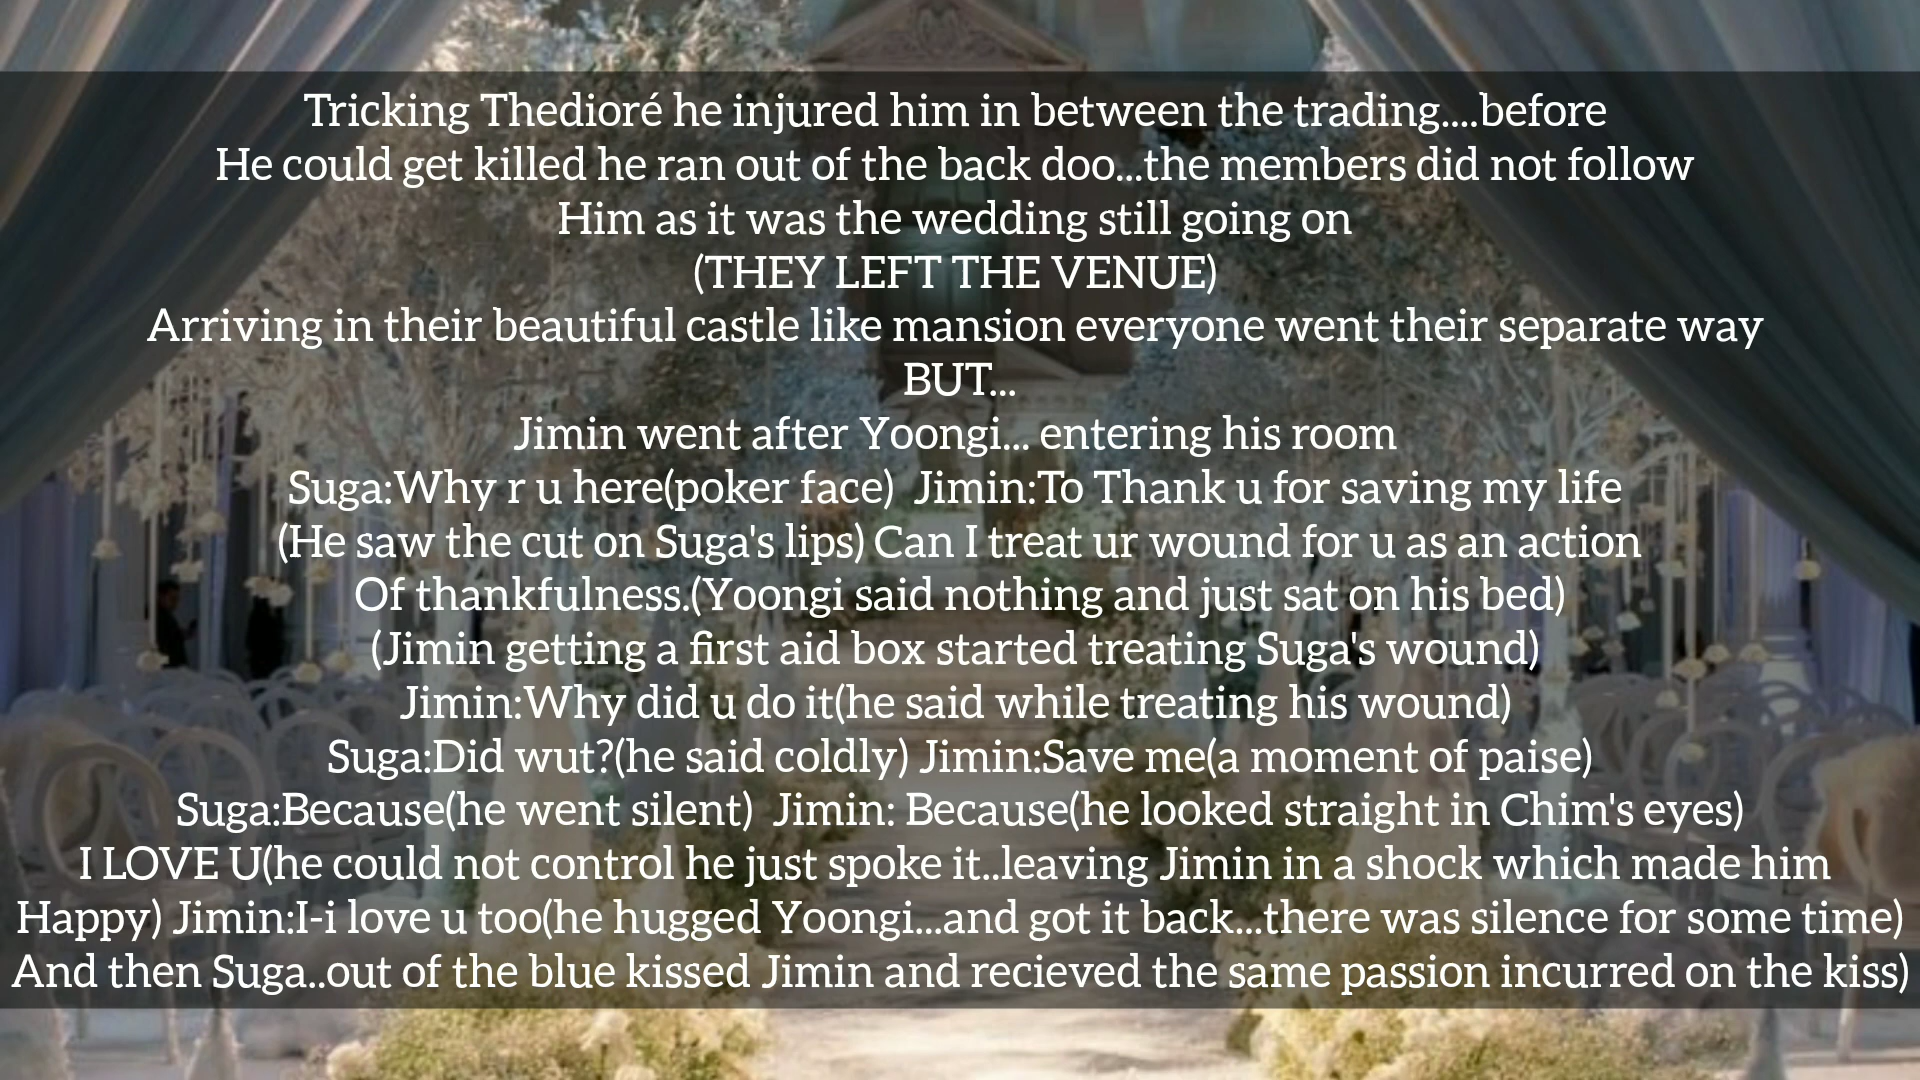 Tricking Thedioré he injured him in between the trading....before
He could get killed he ran out of the back doo...the members did not follow
Him as it was the wedding still going on
(THEY LEFT THE VENUE)
Arriving in their beautiful castle like mansion everyone went their separate way
BUT...
Jimin went after Yoongi... entering his room
Suga:Why r u here(poker face)  Jimin:To Thank u for saving my life
(He saw the cut on Suga's lips) Can I treat ur wound for u as an action
Of thankfulness.(Yoongi said nothing and just sat on his bed)
(Jimin getting a first aid box started treating Suga's wound)
Jimin:Why did u do it(he said while treating his wound)
Suga:Did wut?(he said coldly) Jimin:Save me(a moment of paise)
Suga:Because(he went silent)  Jimin: Because(he looked straight in Chim's eyes)
I LOVE U(he could not control he just spoke it..leaving Jimin in a shock which made him
Happy) Jimin:I-i love u too(he hugged Yoongi...and got it back...there was silence for some time)
And then Suga..out of the blue kissed Jimin and recieved the same passion incurred on the kiss)